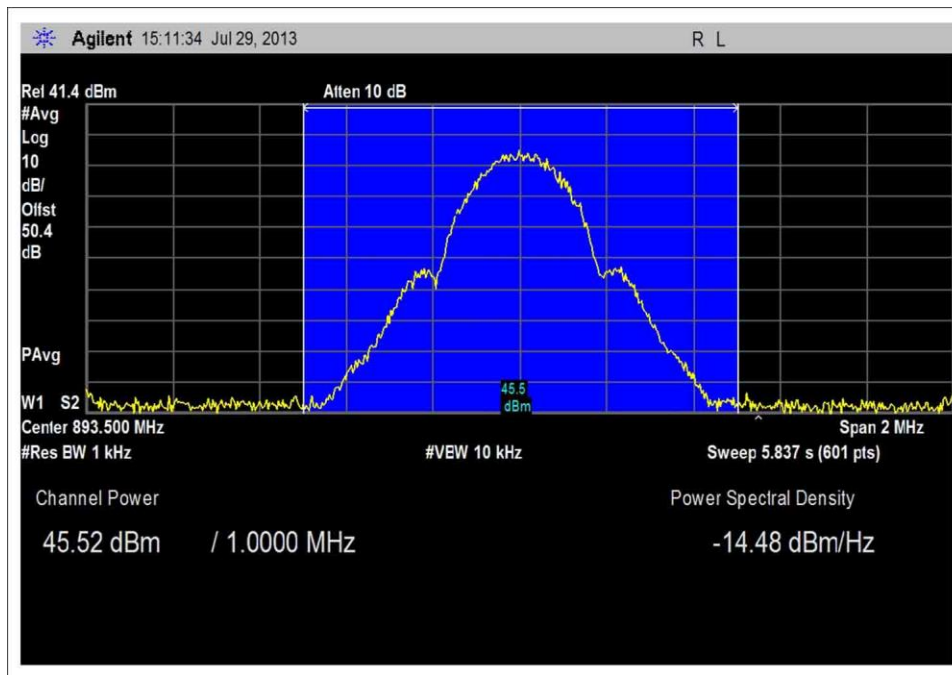 Agilent 15:11:34 Jul 29, 2013 R L
Ref 41.4 dBm Atten 10 dB
#Avg
Log
10
dB/
Offst
50.4
dB
PAvg
45.5
dBm
W1 S2
Center 893.500 MHz Span 2 MHz
#Res BW 1 kHz #VBW 10 kHz Sweep 5.837 s (601 pts)
Channel Power Power Spectral Density
45.52 dBm / 1.0000 MHz -14.48 dBm/Hz